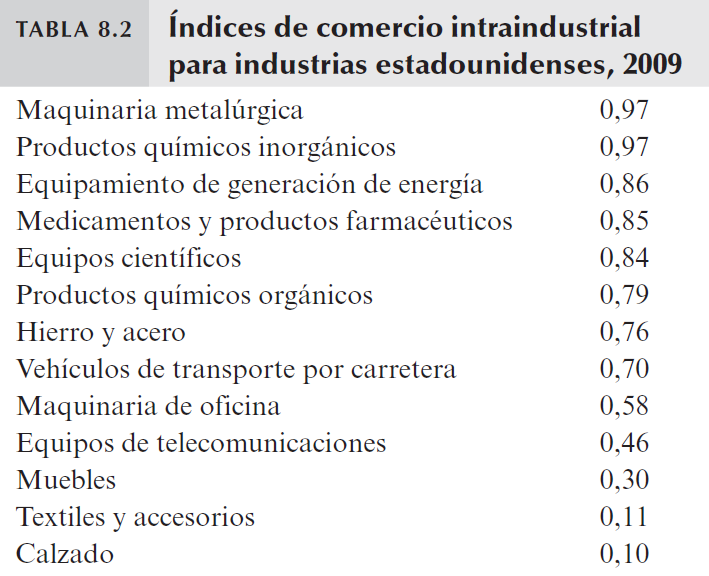 TABLA 8.2 Índices de comercio intraindustrial
para industrias estadounidenses, 2009
Maquinaria metalúrgica 0,97
Productos químicos inorgánicos 0,97
Equipamiento de generación de energía 0,86
Medicamentos y productos farmacéuticos 0,85
Equipos científicos 0,84
Productos químicos orgánicos 0,79
Hierro y acero 0,76
Vehículos de transporte por carretera 0,70
Maquinaria de oficina 0,58
Equipos de telecomunicaciones 0,46
Muebles 0,30
Textiles y accesorios 0,11
Calzado 0,10